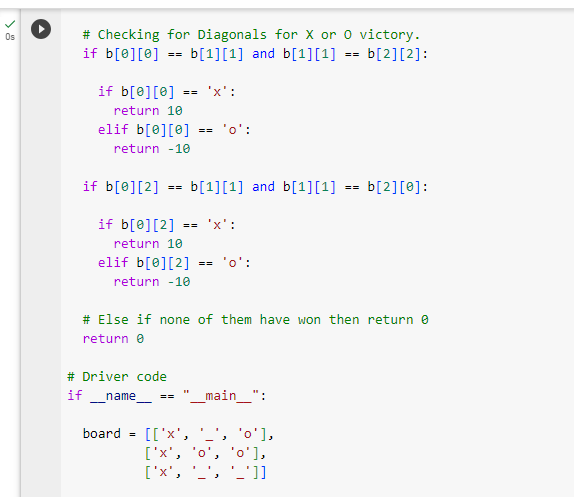 0s
# Checking for Diagonals for X or O victory.
if b[0][0] == b[1][1] and b[1][1] == b[2][2]:
if b[0][0] == 'x':
return 10
elif b[0][0] == 'o':
return -10
if b[0][2] == b[1][1] and b[1][1] == b[2][0]:
if b[0][2] == 'x':
return 10
elif b[0][2] == 'o':
return -10
# Else if none of them have won then return 0
return 0
# Driver code
if __name__ == "__main__":
board = [['x', '_', 'o'],
['x', 'o', 'o'],
['x', '_', '_']]